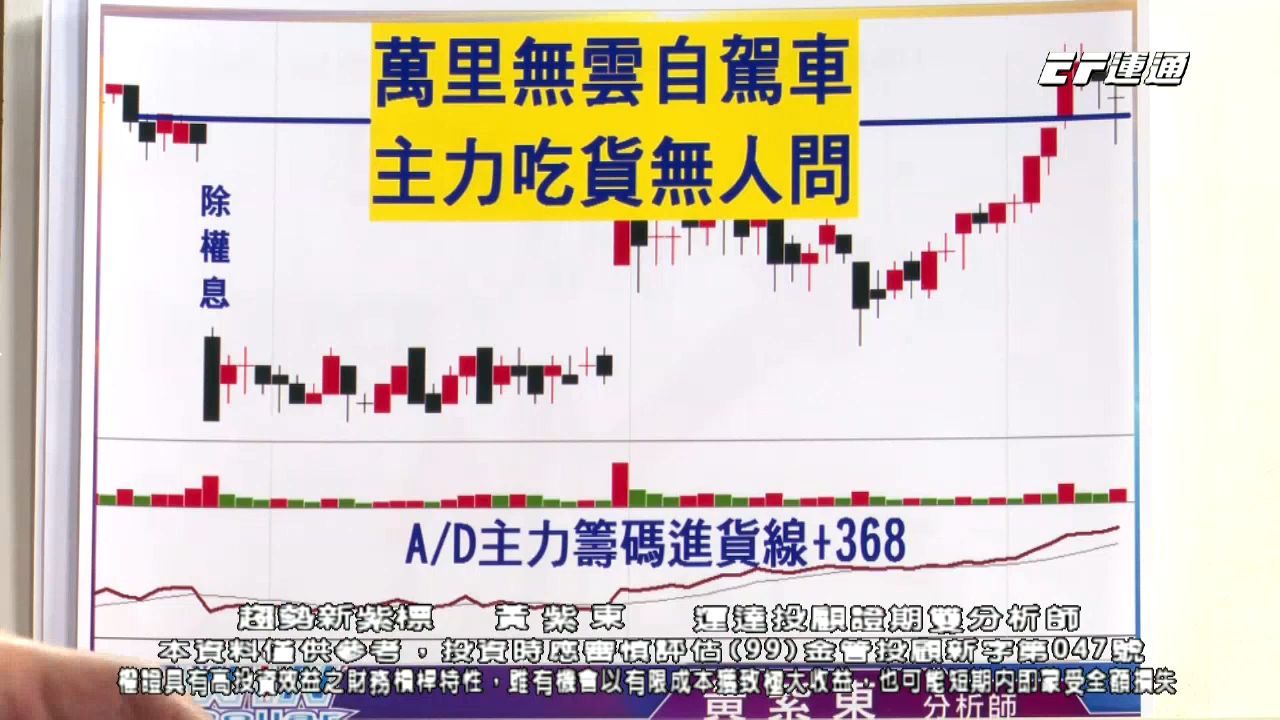 萬里無雲自駕車
主力吃貨無人問
運通
除權息
A/D主力籌碼進貨線+368
趨勢新紫標 黃紫東 運達投顧證期雙分析師
本資料僅供參考，投資時應審慎評估(99)金管投顧新字第047號
權證具有高投資效益之財務槓桿特性，雖有機會以有限成本獲致極大收益，也可能短期內即蒙受全額損失
黃紫東 分析師